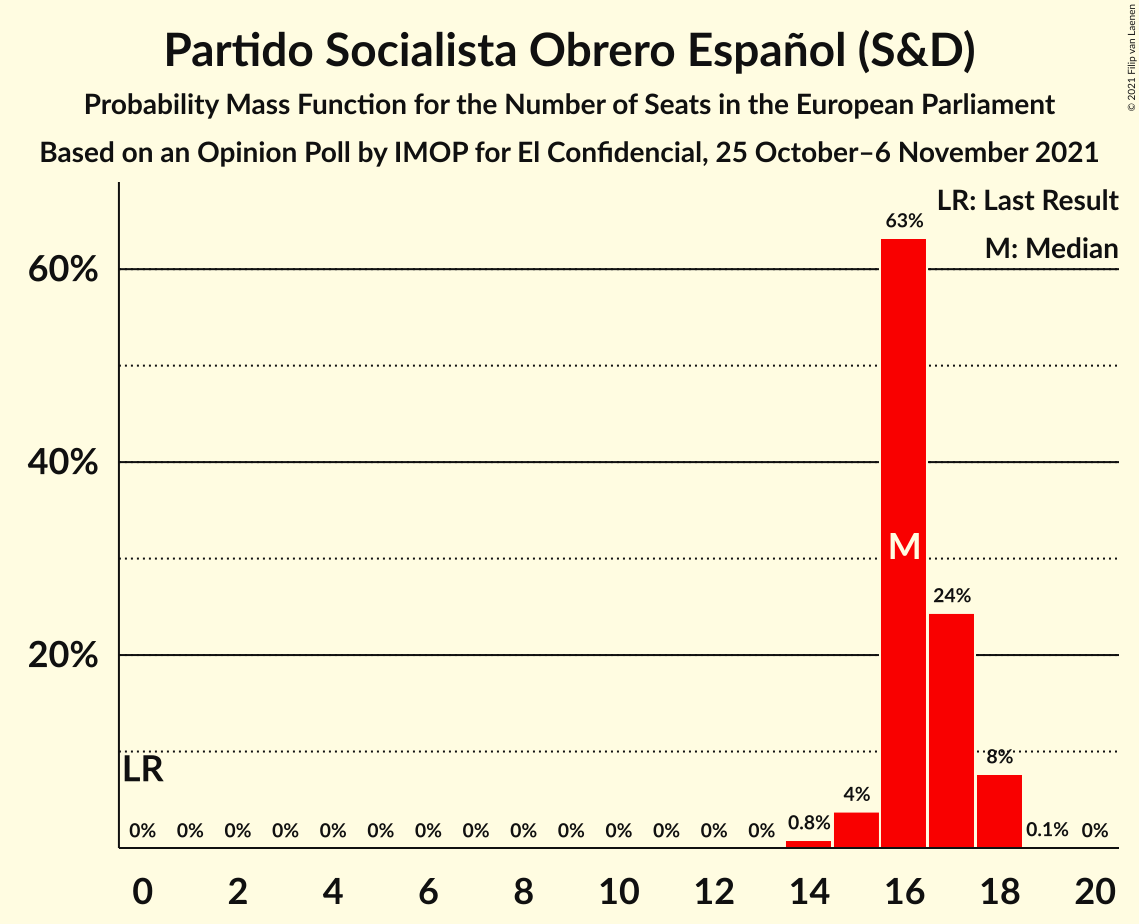 Partido Socialista Obrero Español (S&D)
Probability Mass Function for the Number of Seats in the European Parliament
Based on an Opinion Poll by IMOP for El Confidencial, 25 October–6 November 2021
© 2021 Filip van Laenen
LR: Last Result
M: Median
63%
60%
40%
M
24%
20%
LR
8%
4%
0% 0% 0% 0% 0% 0% 0% 0% 0% 0% 0% 0% 0% 0% 0.8% 0.1% 0%
0 2 4 6 8 10 12 14 16 18 20